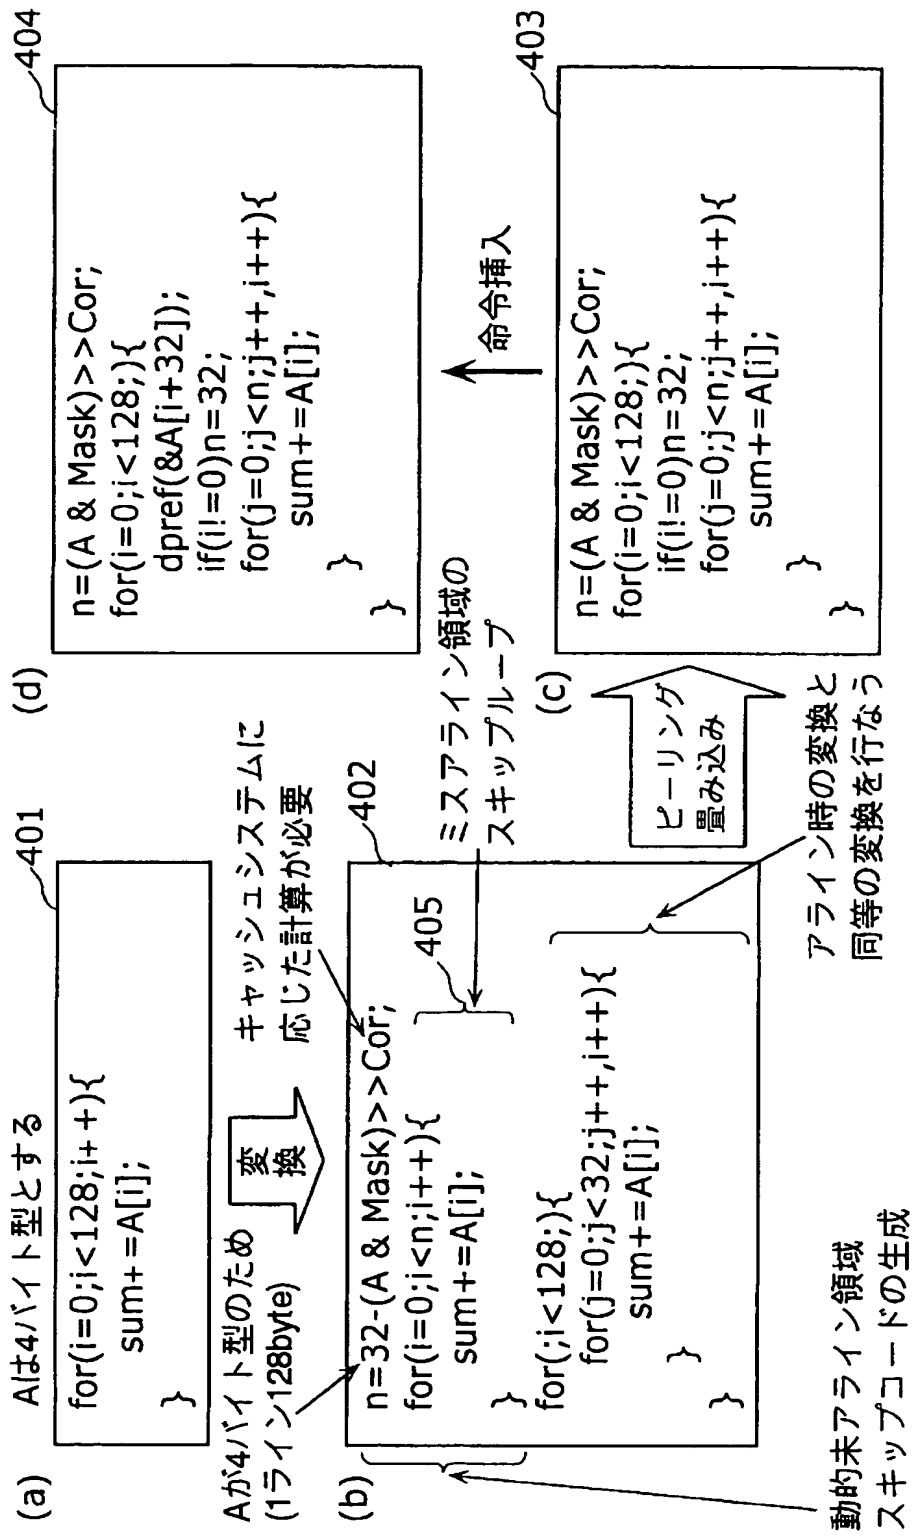 (a)
Aは4バイト型とする
401
for(i=0;i<128;i++){
sum+=A[i];
}
Aが4バイト型のため
(1ライン128byte)
変
換
キャッシュシステムに
応じた計算が必要
(b)
402
n=32-(A & Mask)>>Cor;
for(i=0;i<n;i++){
sum+=A[i];
}
405
for(;i<128;){
for(j=0;j<32;j++,i++){
sum+=A[i];
}
}
ミスアライン領域の
スキップループ
動的未アライン領域
スキップコードの生成
アライン時の変換と
同等の変換を行なう
ピーリング
畳み込み
(c)
403
n=(A & Mask)>>Cor;
for(i=0;i<128;){
if(i!=0)n=32;
for(j=0;j<n;j++,i++){
sum+=A[i];
}
}
命令挿入
(d)
404
n=(A & Mask)>>Cor;
for(i=0;i<128;){
dpref(&A[i+32]);
if(i!=0)n=32;
for(j=0;j<n;j++,i++){
sum+=A[i];
}
}